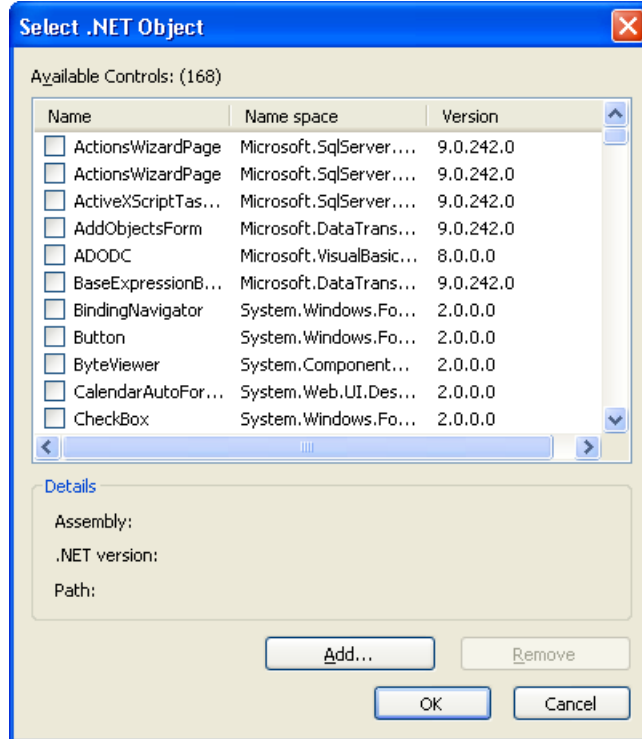 Select .NET Object
Available Controls: (168)
Name Name space Version
ActionsWizardPage Microsoft.SqlServer.... 9.0.242.0
ActionsWizardPage Microsoft.SqlServer.... 9.0.242.0
ActiveXScriptTas... Microsoft.SqlServer.... 9.0.242.0
AddObjectsForm Microsoft.DataTrans... 9.0.242.0
ADODC Microsoft.VisualBasic... 8.0.0.0
BaseExpressionB... Microsoft.DataTrans... 9.0.242.0
BindingNavigator System.Windows.Fo... 2.0.0.0
Button System.Windows.Fo... 2.0.0.0
ByteViewer System.Component... 2.0.0.0
CalendarAutoFor... System.Web.UI.Des... 2.0.0.0
CheckBox System.Windows.Fo... 2.0.0.0
Details
Assembly:
.NET version:
Path:
Add... Remove
OK Cancel